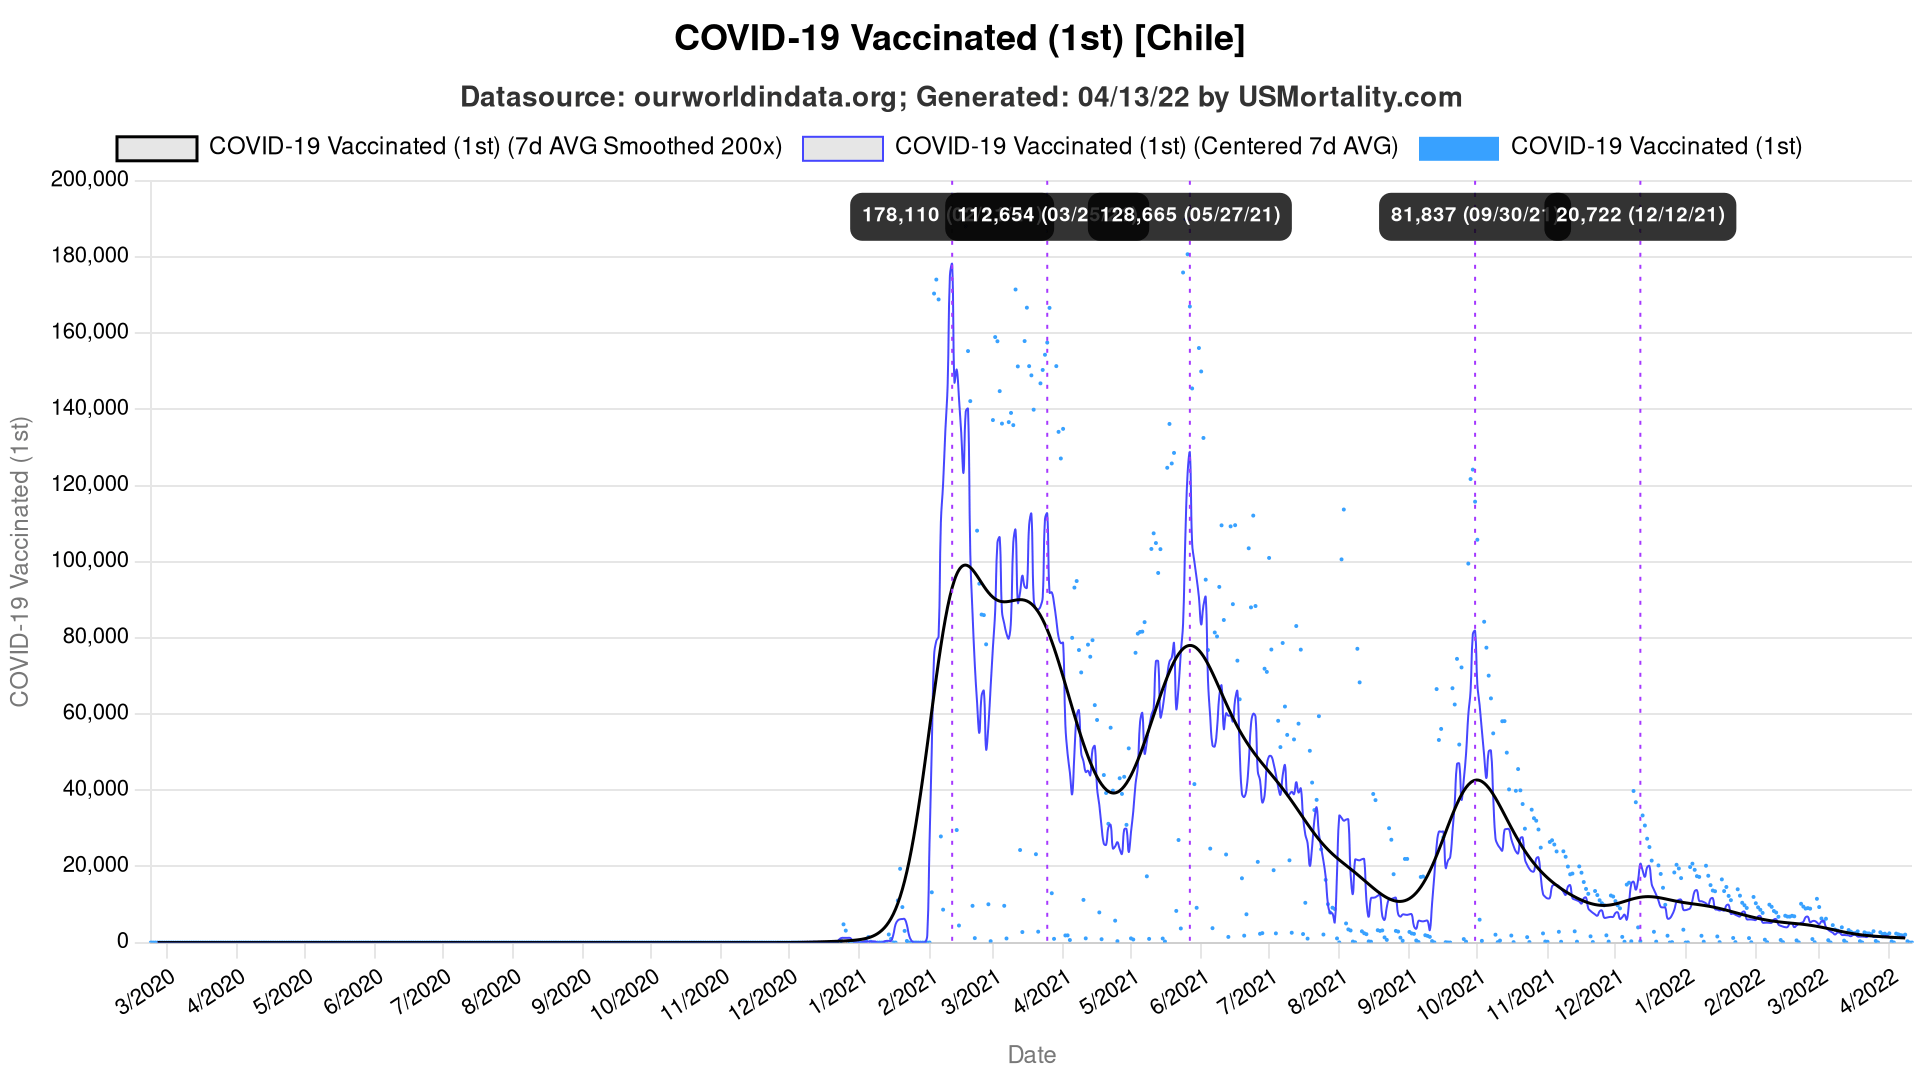 COVID-19 Vaccinated (1st) [Chile]
Datasource: ourworldindata.org; Generated: 04/13/22 by USMortality.com
COVID-19 Vaccinated (1st) (7d AVG Smoothed 200x) COVID-19 Vaccinated (1st) (Centered 7d AVG) COVID-19 Vaccinated (1st)
178,110 112,654 (03/25 128,665 (05/27/21) 81,837 (09/30/21) 20,722 (12/12/21)
COVID-19 Vaccinated (1st)
200,000
180,000
160,000
140,000
120,000
100,000
80,000
60,000
40,000
20,000
0
3/2020 4/2020 5/2020 6/2020 7/2020 8/2020 9/2020 10/2020 11/2020 12/2020 1/2021 2/2021 3/2021 4/2021 5/2021 6/2021 7/2021 8/2021 9/2021 10/2021 11/2021 12/2021 1/2022 2/2022 3/2022 4/2022
Date